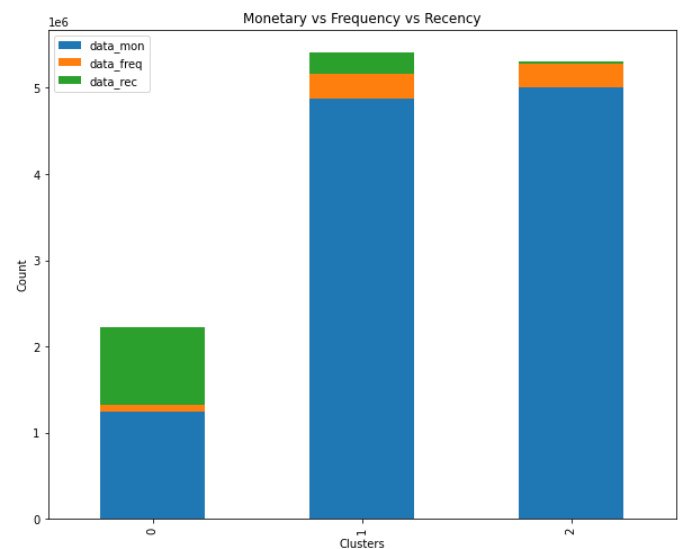 Monetary vs Frequency vs Recency
1e6
data_mon
data_freq
data_rec
5
4
3
2
1
0
Count
0 1 2
Clusters